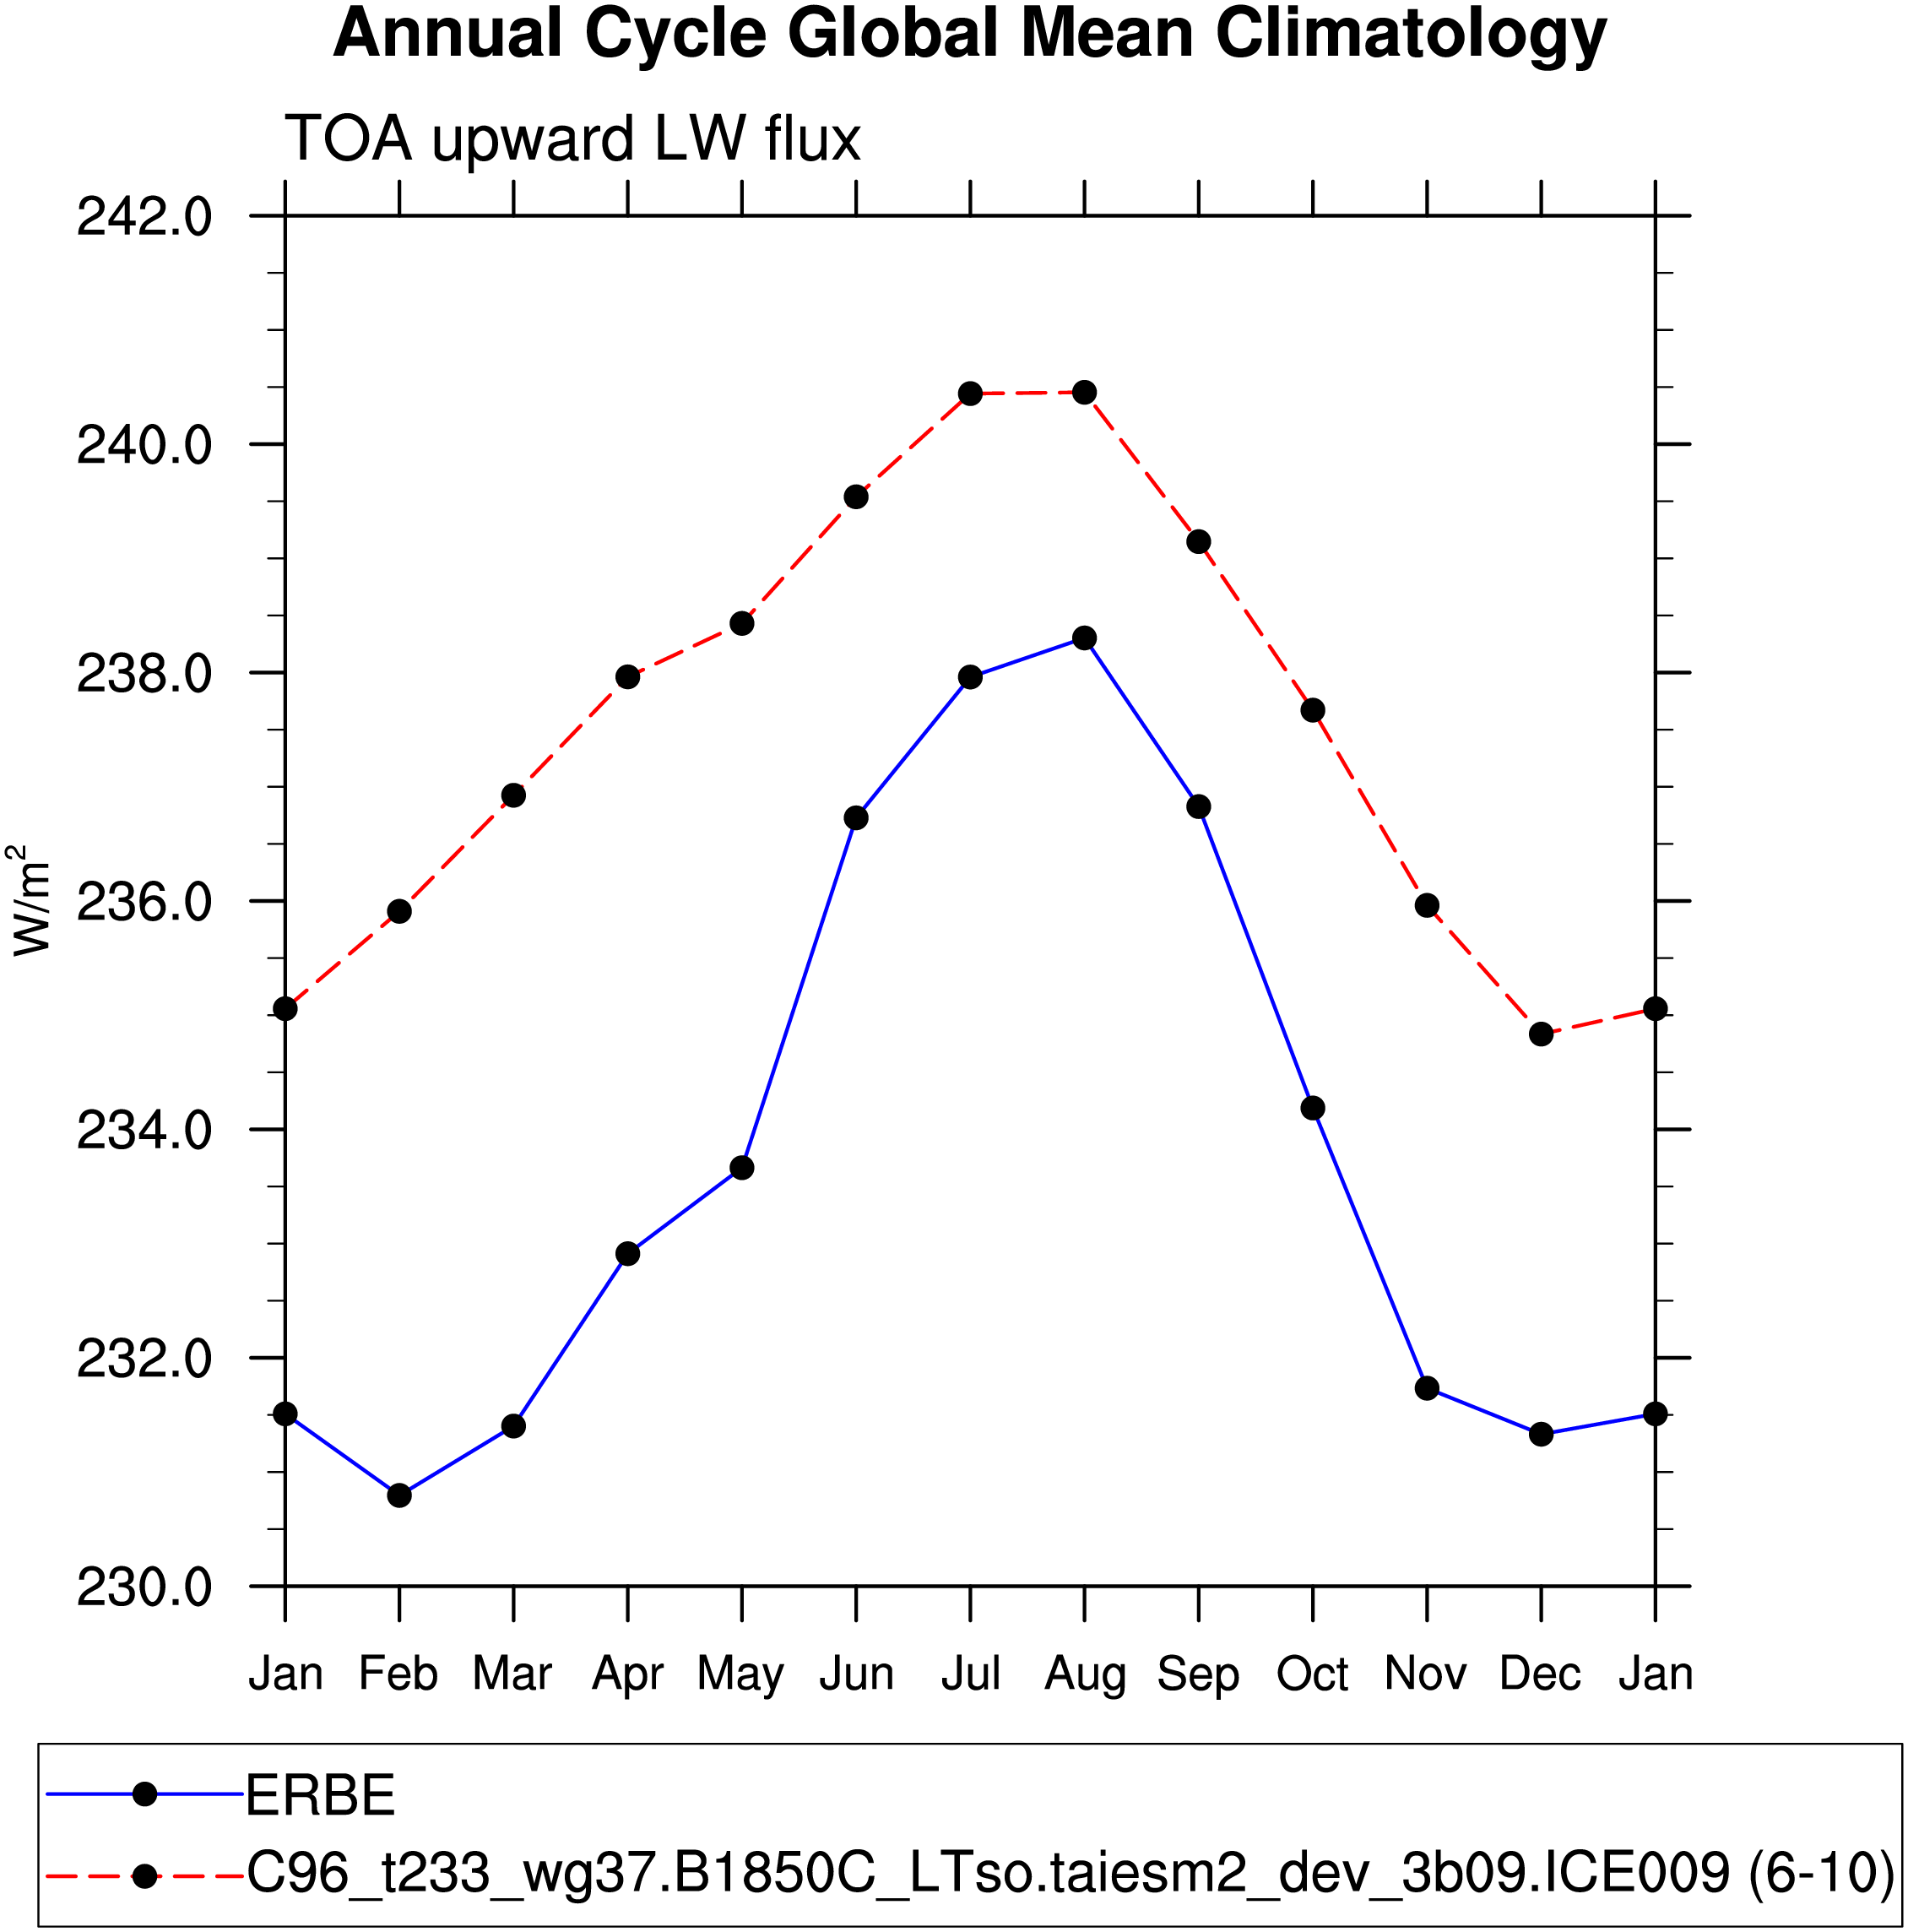 Annual Cycle Global Mean Climatology
TOA upward LW flux
242.0
240.0
238.0
236.0
234.0
232.0
230.0
W/m²
Jan Feb Mar Apr May Jun Jul Aug Sep Oct Nov Dec Jan
ERBE
C96_t233_wg37.B1850C_LTso.taiesm2_dev_3b09.ICE009 (6-10)